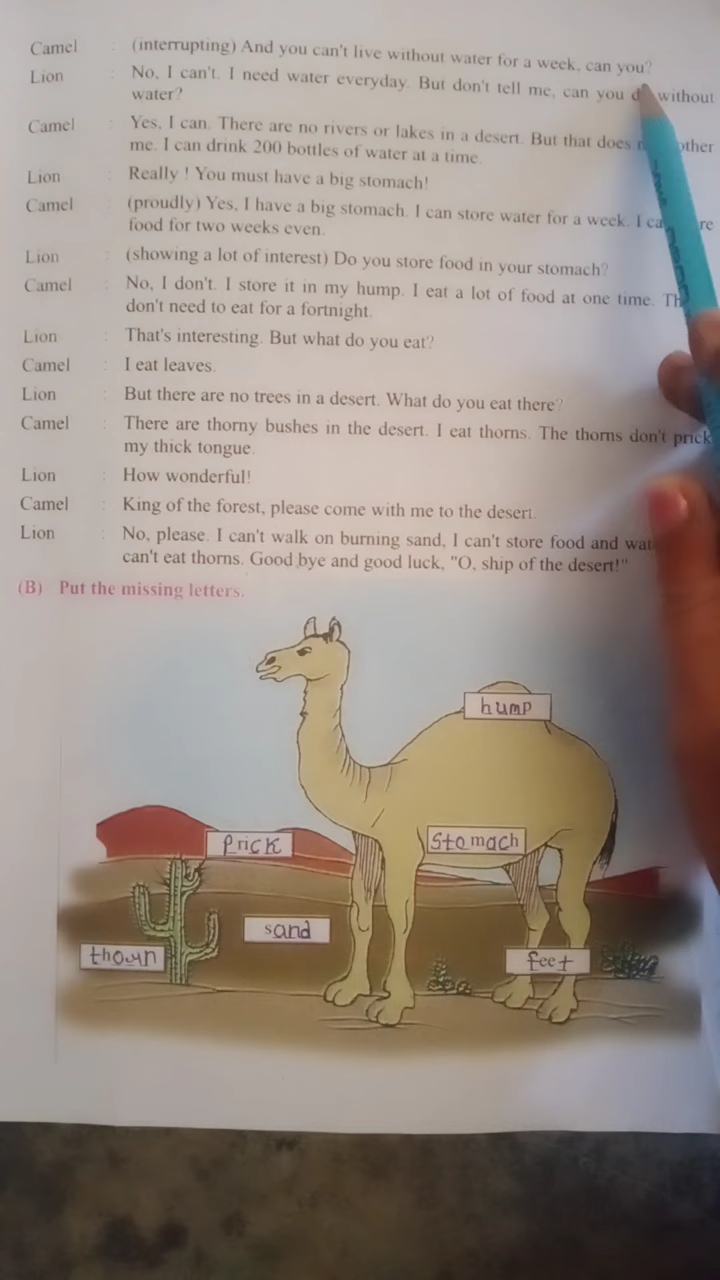 Camel : (interrupting) And you can't live without water for a week, can you?
Lion : No, I can't. I need water everyday. But don't tell me, can you without
water?
Camel : Yes, I can. There are no rivers or lakes in a desert. But that does
me. I can drink 200 bottles of water at a time.
Lion : Really ! You must have a big stomach!
Camel : (proudly) Yes, I have a big stomach. I can store water for a week. I
food for two weeks even.
Lion : (showing a lot of interest) Do you store food in your stomach?
Camel : No, I don't. I store it in my hump. I eat a lot of food at one time.
don't need to eat for a fortnight.
Lion : That's interesting. But what do you eat?
Camel : I eat leaves.
Lion : But there are no trees in a desert. What do you eat there?
Camel : There are thorny bushes in the desert. I eat thorns. The thorns don't prick
my thick tongue.
Lion : How wonderful!
Camel : King of the forest, please come with me to the desert.
Lion : No, please. I can't walk on burning sand, I can't store food and
can't eat thorns. Good bye and good luck, "O, ship of the desert!"
(B) Put the missing letters.
hump
Prick
Stomach
sand
thoun
feet